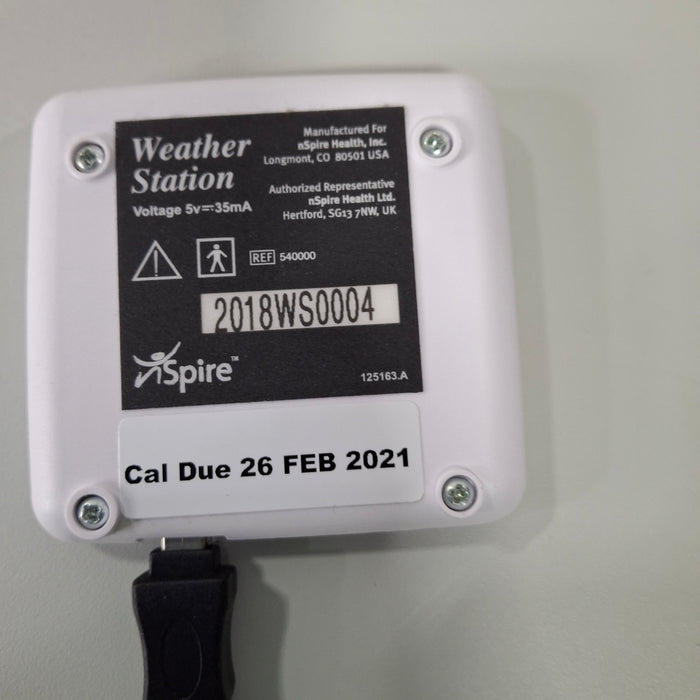 Weather
Station
Voltage 5v⎓35mA
Manufactured For
nSpire Health, Inc.
Longmont, CO 80501 USA
Authorized Representative
nSpire Health Ltd.
Hertford, SG13 7NW, UK
REF 540000
2018WS0004
nSpire™
125163.A
Cal Due 26 FEB 2021